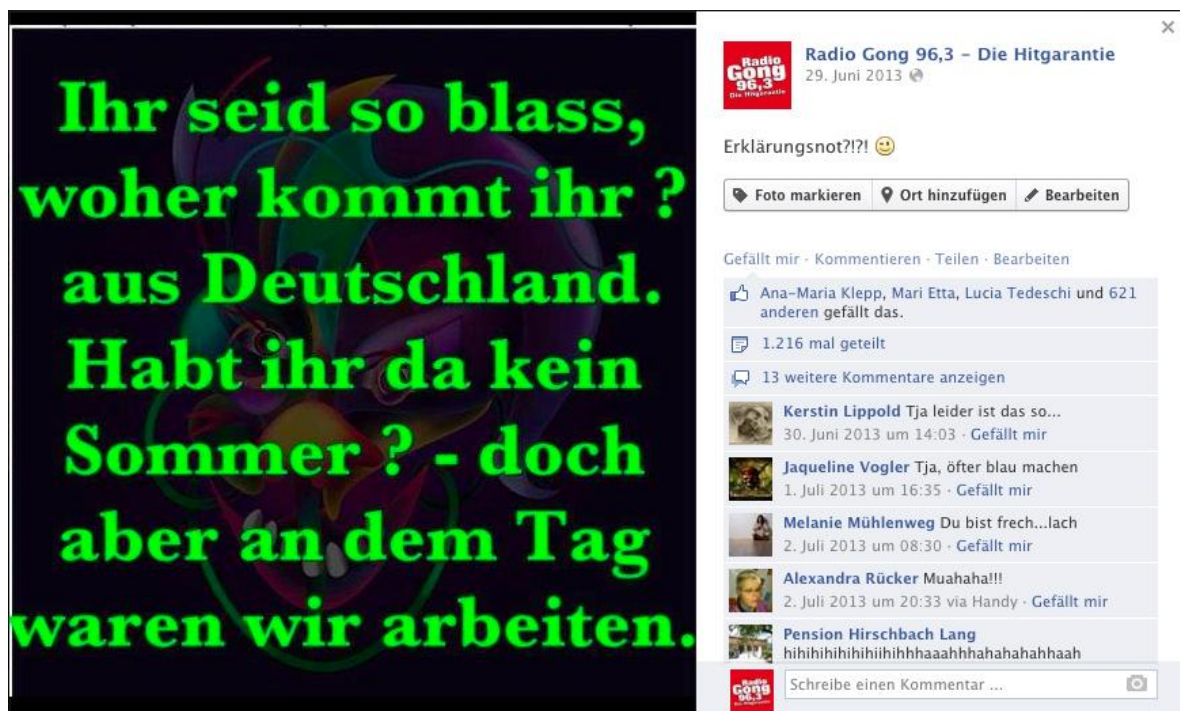 Ihr seid so blass,
woher kommt ihr ?
aus Deutschland.
Habt ihr da kein
Sommer ? - doch
aber an dem Tag
waren wir arbeiten.
Radio Gong 96,3
Die Hitgarantie
Radio Gong 96,3 – Die Hitgarantie
29. Juni 2013
Erklärungsnot?!?!
Foto markieren Ort hinzufügen Bearbeiten
Gefällt mir · Kommentieren · Teilen · Bearbeiten
Ana-Maria Klepp, Mari Etta, Lucia Tedeschi und 621
anderen gefällt das.
1.216 mal geteilt
13 weitere Kommentare anzeigen
Kerstin Lippold Tja leider ist das so...
30. Juni 2013 um 14:03 · Gefällt mir
Jaqueline Vogler Tja, öfter blau machen
1. Juli 2013 um 16:35 · Gefällt mir
Melanie Mühlenweg Du bist frech...lach
2. Juli 2013 um 08:30 · Gefällt mir
Alexandra Rücker Muahaha!!!
2. Juli 2013 um 20:33 via Handy · Gefällt mir
Pension Hirschbach Lang
hihihihihihihiihihhhaaahhhahahahahhaah
Radio Gong 96,3
Schreibe einen Kommentar ...